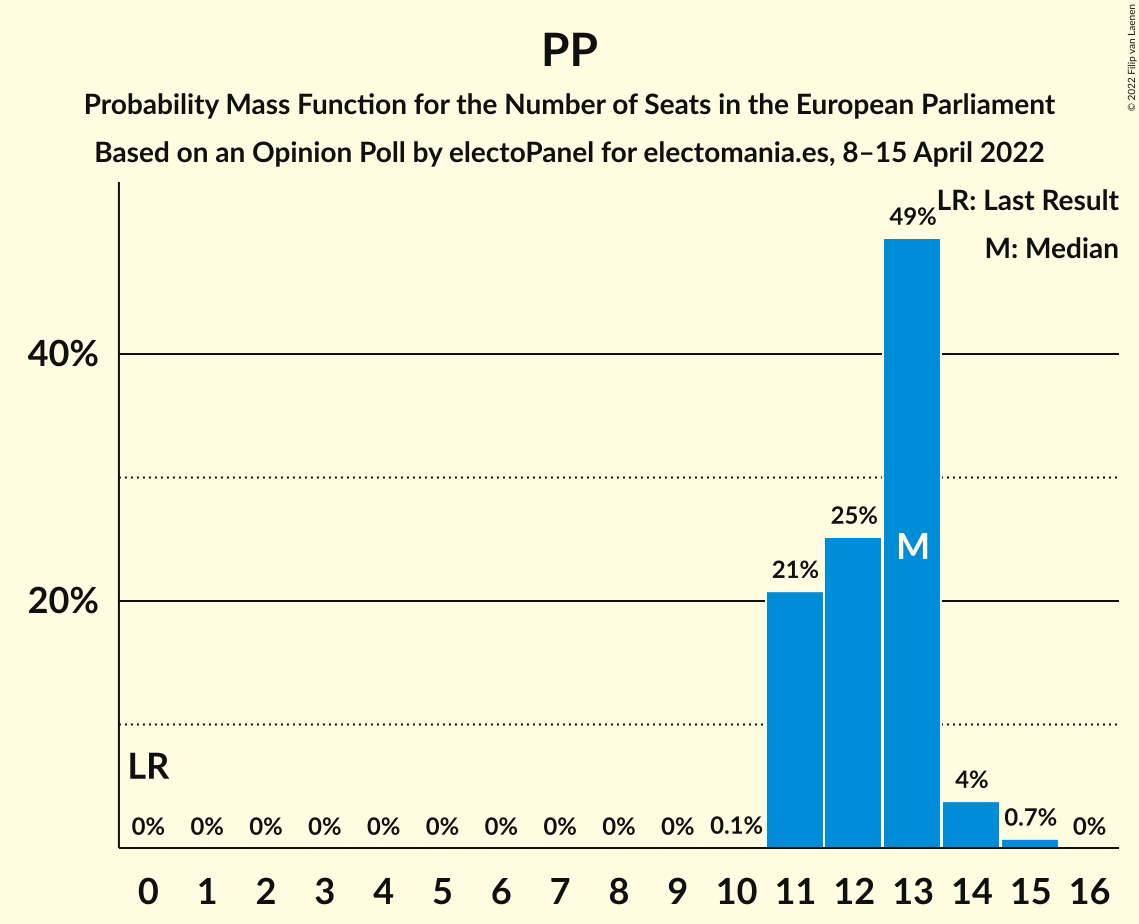 PP
Probability Mass Function for the Number of Seats in the European Parliament
Based on an Opinion Poll by electoPanel for electomania.es, 8–15 April 2022
© 2022 Filip van Laenen
LR: Last Result
M: Median
40%
20%
49%
25%
21%
M
4%
LR
0% 0% 0% 0% 0% 0% 0% 0% 0% 0% 0.1% 0.7% 0%
0 1 2 3 4 5 6 7 8 9 10 11 12 13 14 15 16